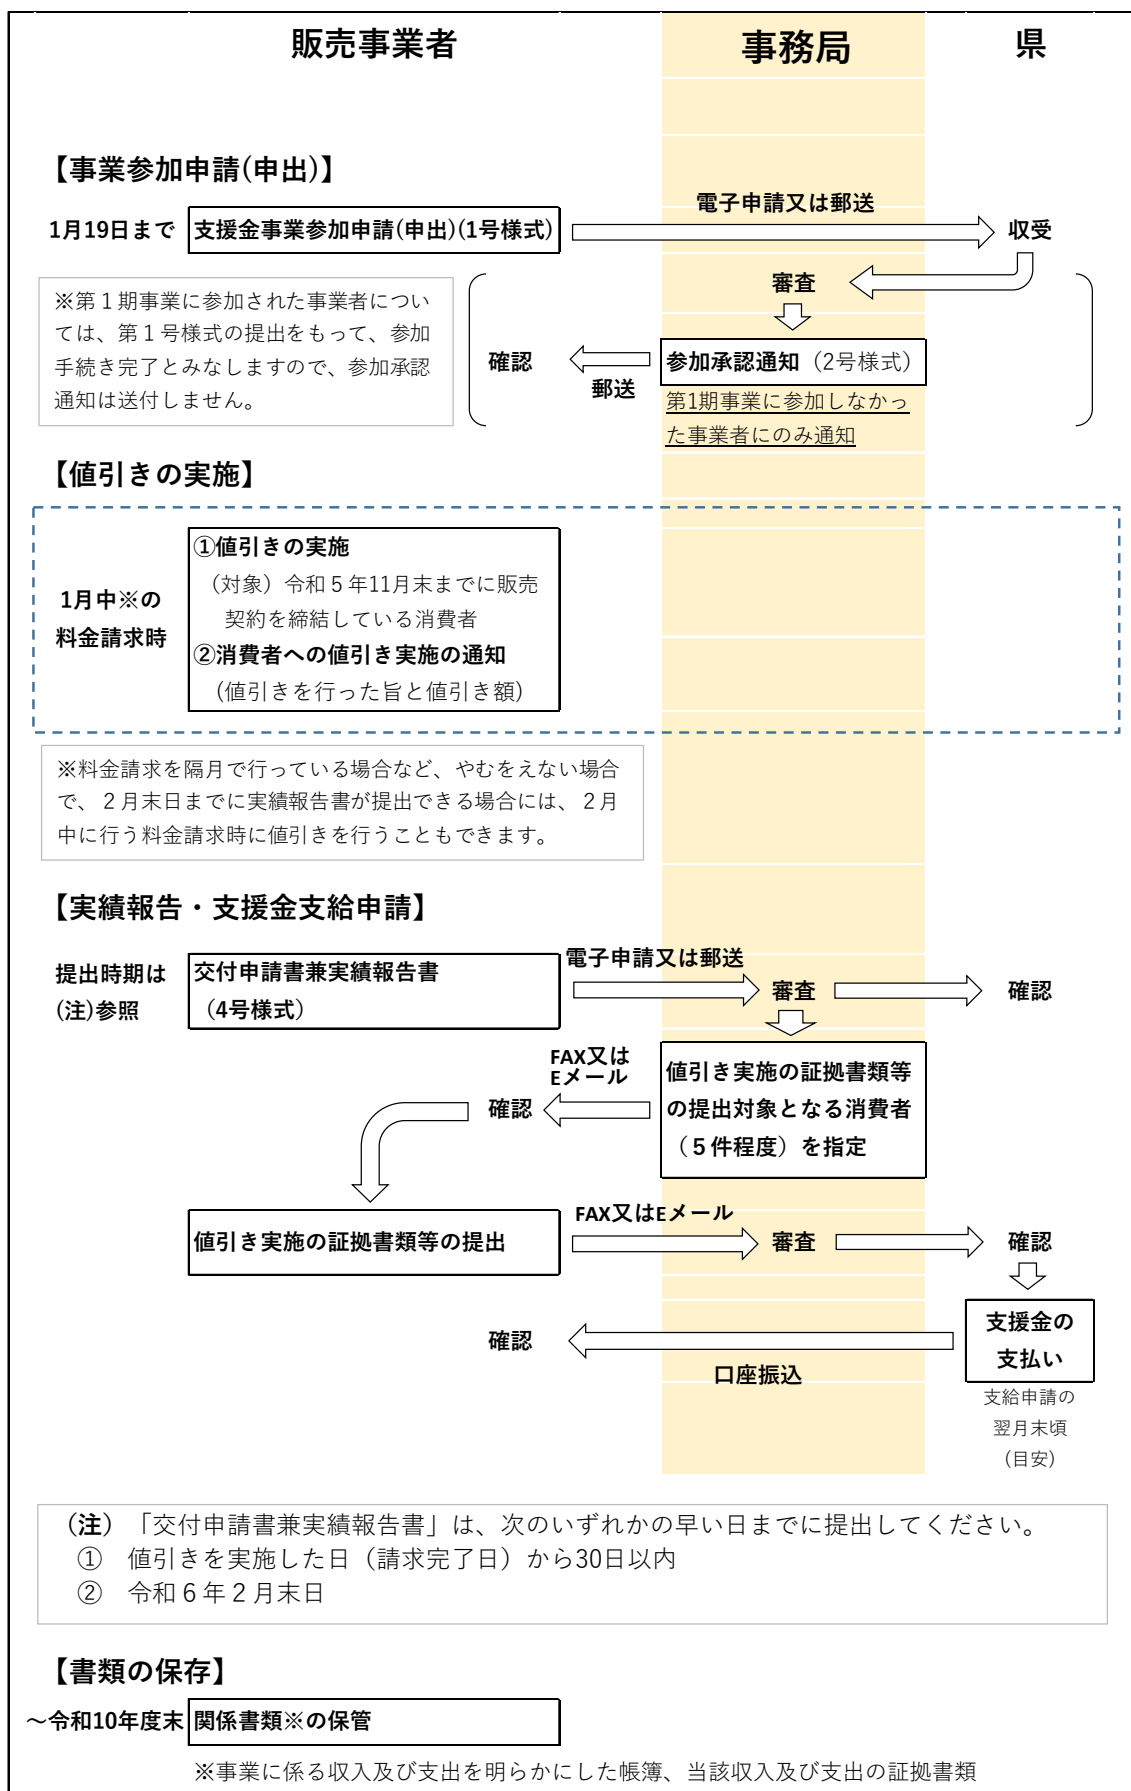 販売事業者
事務局
県
【事業参加申請(申出)】
1月19日まで
支援金事業参加申請(申出)(1号様式)
電子申請又は郵送
収受
※第１期事業に参加された事業者につい
ては、第１号様式の提出をもって、参加
手続き完了とみなしますので、参加承認
通知は送付しません。
審査
確認
郵送
参加承認通知（2号様式）
第1期事業に参加しなかっ
た事業者にのみ通知
【値引きの実施】
1月中※の
料金請求時
①値引きの実施
（対象）令和５年11月末までに販売
契約を締結している消費者
②消費者への値引き実施の通知
（値引きを行った旨と値引き額）
※料金請求を隔月で行っている場合など、やむをえない場合
で、２月末日までに実績報告書が提出できる場合には、２月
中に行う料金請求時に値引きを行うこともできます。
【実績報告・支援金支給申請】
提出時期は
(注)参照
交付申請書兼実績報告書
（4号様式）
電子申請又は郵送
審査
確認
FAX又は
Eメール
確認
値引き実施の証拠書類等
の提出対象となる消費者
（５件程度）を指定
値引き実施の証拠書類等の提出
FAX又はEメール
審査
確認
確認
口座振込
支援金の
支払い
支給申請の
翌月末頃
（目安）
（注）「交付申請書兼実績報告書」は、次のいずれかの早い日までに提出してください。
①　値引きを実施した日（請求完了日）から30日以内
②　令和６年２月末日
【書類の保存】
～令和10年度末
関係書類※の保管
※事業に係る収入及び支出を明らかにした帳簿、当該収入及び支出の証拠書類